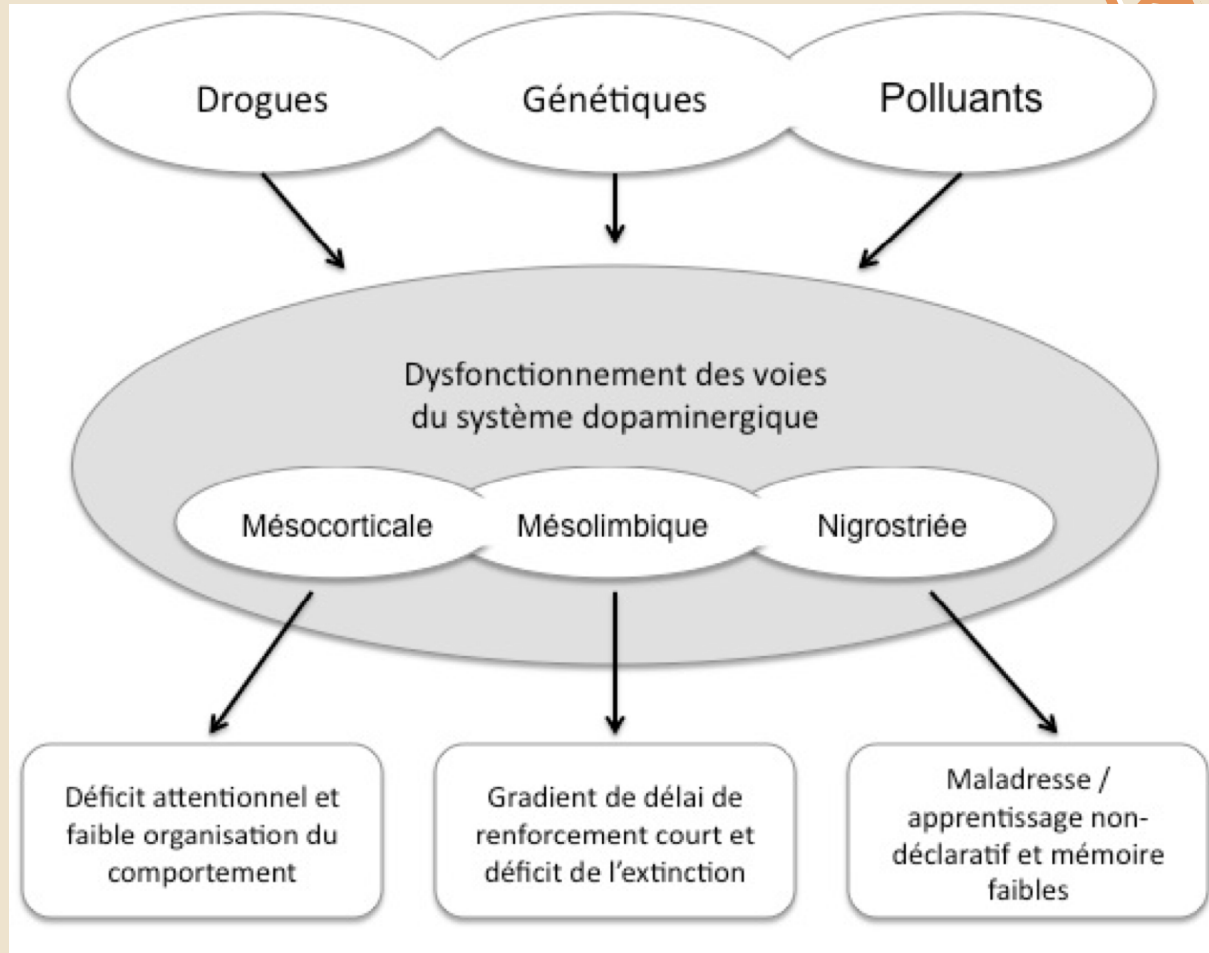 Drogues
Génétiques
Polluants
Dysfonctionnement des voies
du système dopaminergique
Mésocorticale
Mésolimbique
Nigrostriée
Déficit attentionnel et
faible organisation du
comportement
Gradient de délai de
renforcement court et
déficit de l’extinction
Maladresse /
apprentissage non-
déclaratif et mémoire
faibles